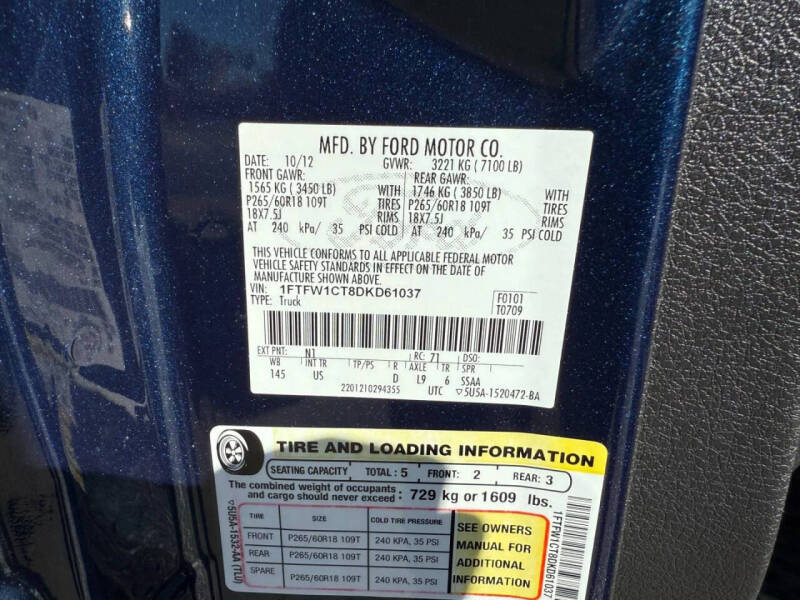 MFD. BY FORD MOTOR CO.
DATE: 10/12 GVWR: 3221 KG ( 7100 LB)
FRONT GAWR: REAR GAWR:
1565 KG ( 3450 LB) WITH 1746 KG ( 3850 LB) WITH
P265/60R18 109T TIRES P265/60R18 109T TIRES
18X7.5J RIMS 18X7.5J RIMS
AT 240 kPa/ 35 PSI COLD AT 240 kPa/ 35 PSI COLD
Ford
THIS VEHICLE CONFORMS TO ALL APPLICABLE FEDERAL MOTOR
VEHICLE SAFETY STANDARDS IN EFFECT ON THE DATE OF
MANUFACTURE SHOWN ABOVE.
VIN: 1FTFW1CT8DKD61037 F0101
TYPE: Truck T0709
EXT PNT: N1 RC: 71 DSO:
WB INT TR TP/PS R AXLE TR SPR
145 US D L9 6 SSAA
2201210294355 UTC ▽5U5A-1520472-BA
TIRE AND LOADING INFORMATION
SEATING CAPACITY TOTAL: 5 FRONT: 2 REAR: 3
The combined weight of occupants
and cargo should never exceed: 729 kg or 1609 lbs.
TIRE SIZE COLD TIRE PRESSURE
FRONT P265/60R18 109T 240 KPA, 35 PSI
REAR P265/60R18 109T 240 KPA, 35 PSI
SPARE P265/60R18 109T 240 KPA, 35 PSI
SEE OWNERS
MANUAL FOR
ADDITIONAL
INFORMATION
▽5U5A-1532-AA (TLU)
1FTFW1CT8DKD61037